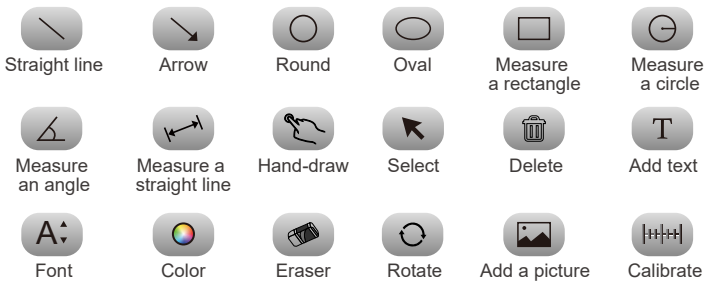 Straight line
Arrow
Round
Oval
Measure
a rectangle
Measure
a circle
Measure
an angle
Measure a
straight line
Hand-draw
Select
Delete
T
Add text
A
Font
Color
Eraser
Rotate
Add a picture
Calibrate